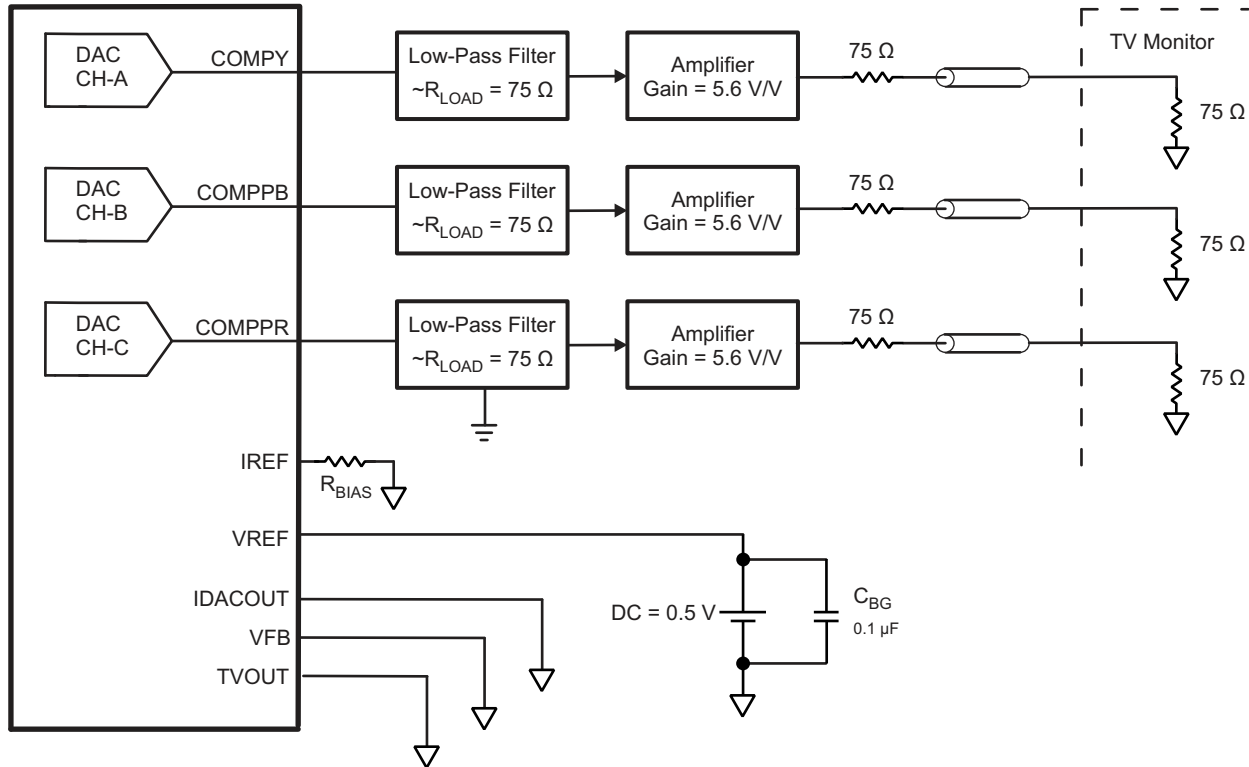 DAC
CH-A
COMPY
Low-Pass Filter
~R_LOAD = 75 Ω
Amplifier
Gain = 5.6 V/V
75 Ω
TV Monitor
75 Ω
DAC
CH-B
COMPPB
Low-Pass Filter
~R_LOAD = 75 Ω
Amplifier
Gain = 5.6 V/V
75 Ω
75 Ω
DAC
CH-C
COMPPR
Low-Pass Filter
~R_LOAD = 75 Ω
Amplifier
Gain = 5.6 V/V
75 Ω
75 Ω
IREF
R_BIAS
VREF
IDACOUT
VFB
TVOUT
DC = 0.5 V
C_BG
0.1 µF